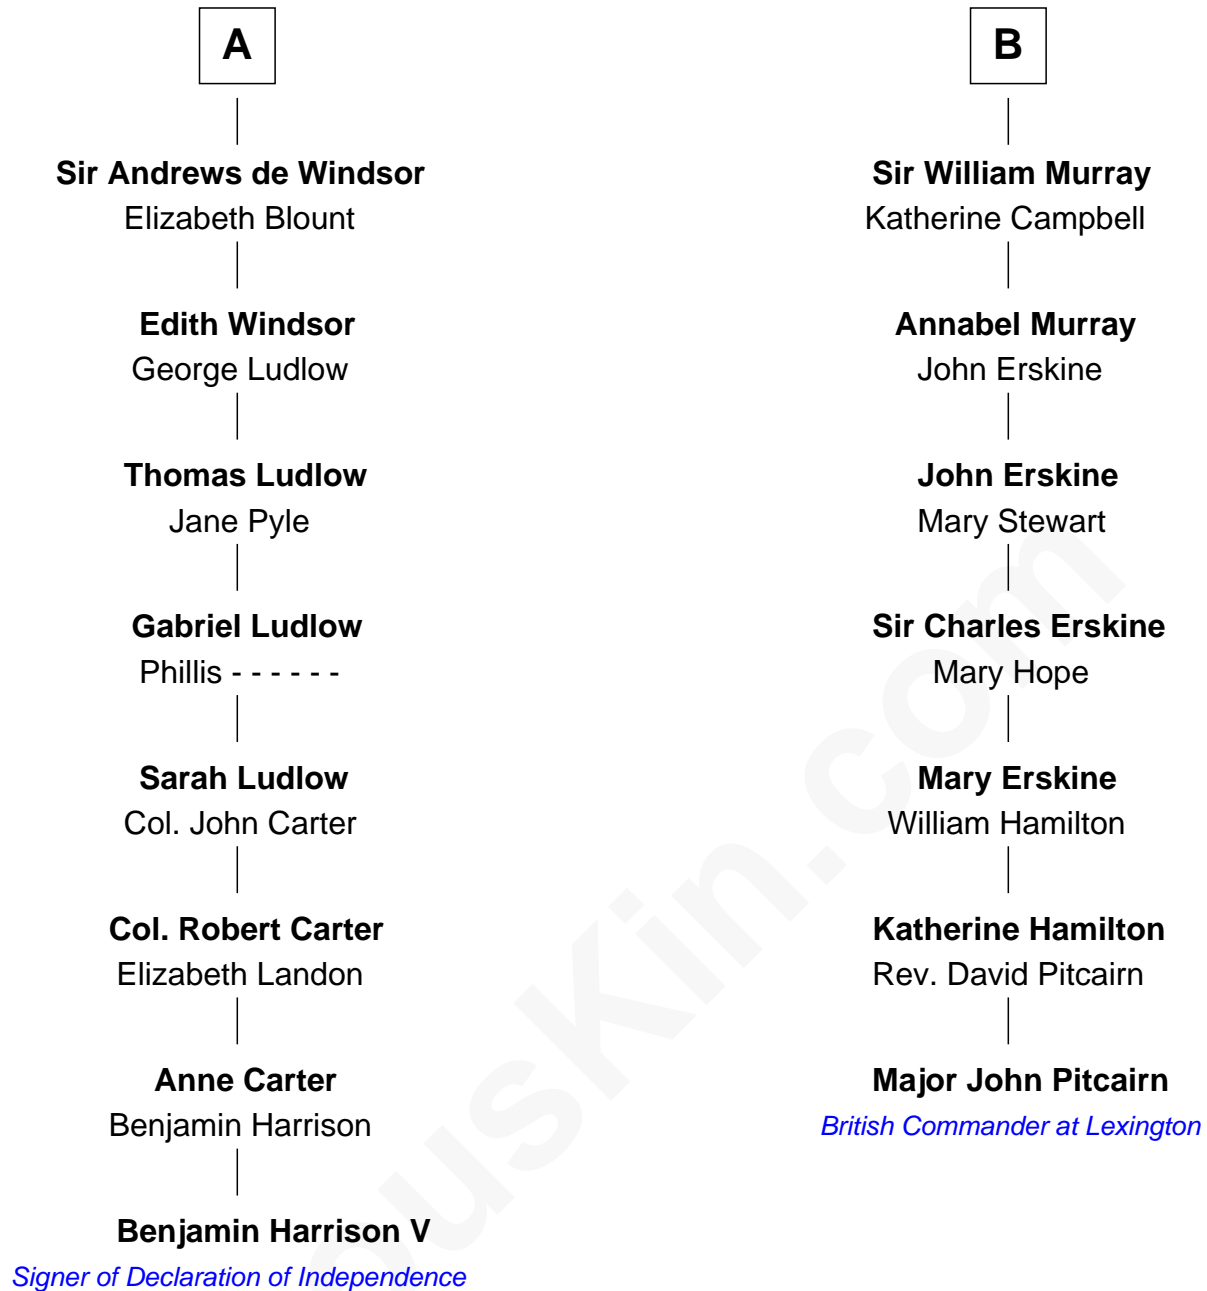 A
Sir Andrews de Windsor
Elizabeth Blount
Edith Windsor
George Ludlow
Thomas Ludlow
Jane Pyle
Gabriel Ludlow
Phillis - - - - - -
Sarah Ludlow
Col. John Carter
Col. Robert Carter
Elizabeth Landon
Anne Carter
Benjamin Harrison
Benjamin Harrison V
Signer of Declaration of Independence
B
Sir William Murray
Katherine Campbell
Annabel Murray
John Erskine
John Erskine
Mary Stewart
Sir Charles Erskine
Mary Hope
Mary Erskine
William Hamilton
Katherine Hamilton
Rev. David Pitcairn
Major John Pitcairn
British Commander at Lexington
ousKin.com